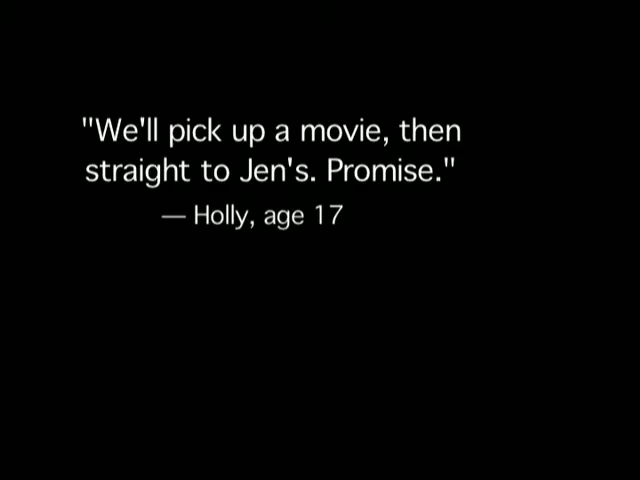 "We'll pick up a movie, then
straight to Jen's. Promise."
— Holly, age 17